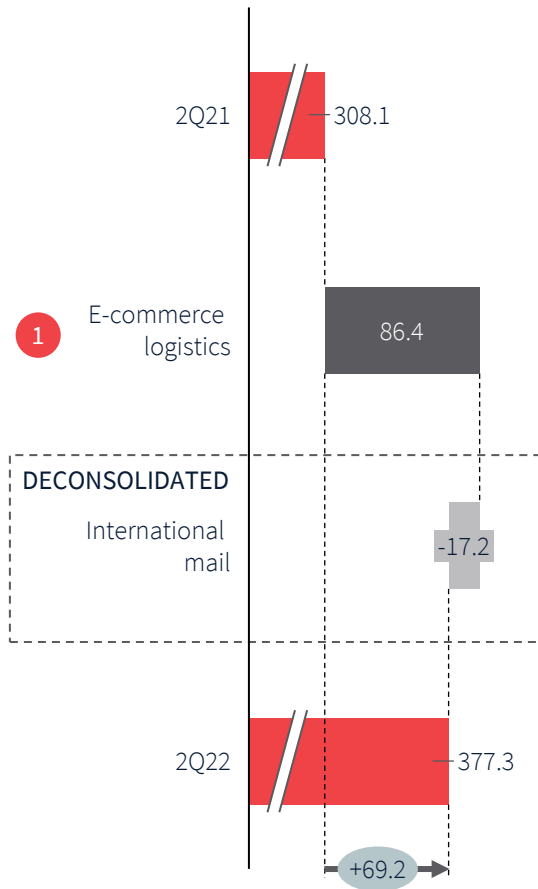 2Q21
308.1
1
E-commerce
logistics
86.4
DECONSOLIDATED
International
mail
-17.2
2Q22
377.3
+69.2